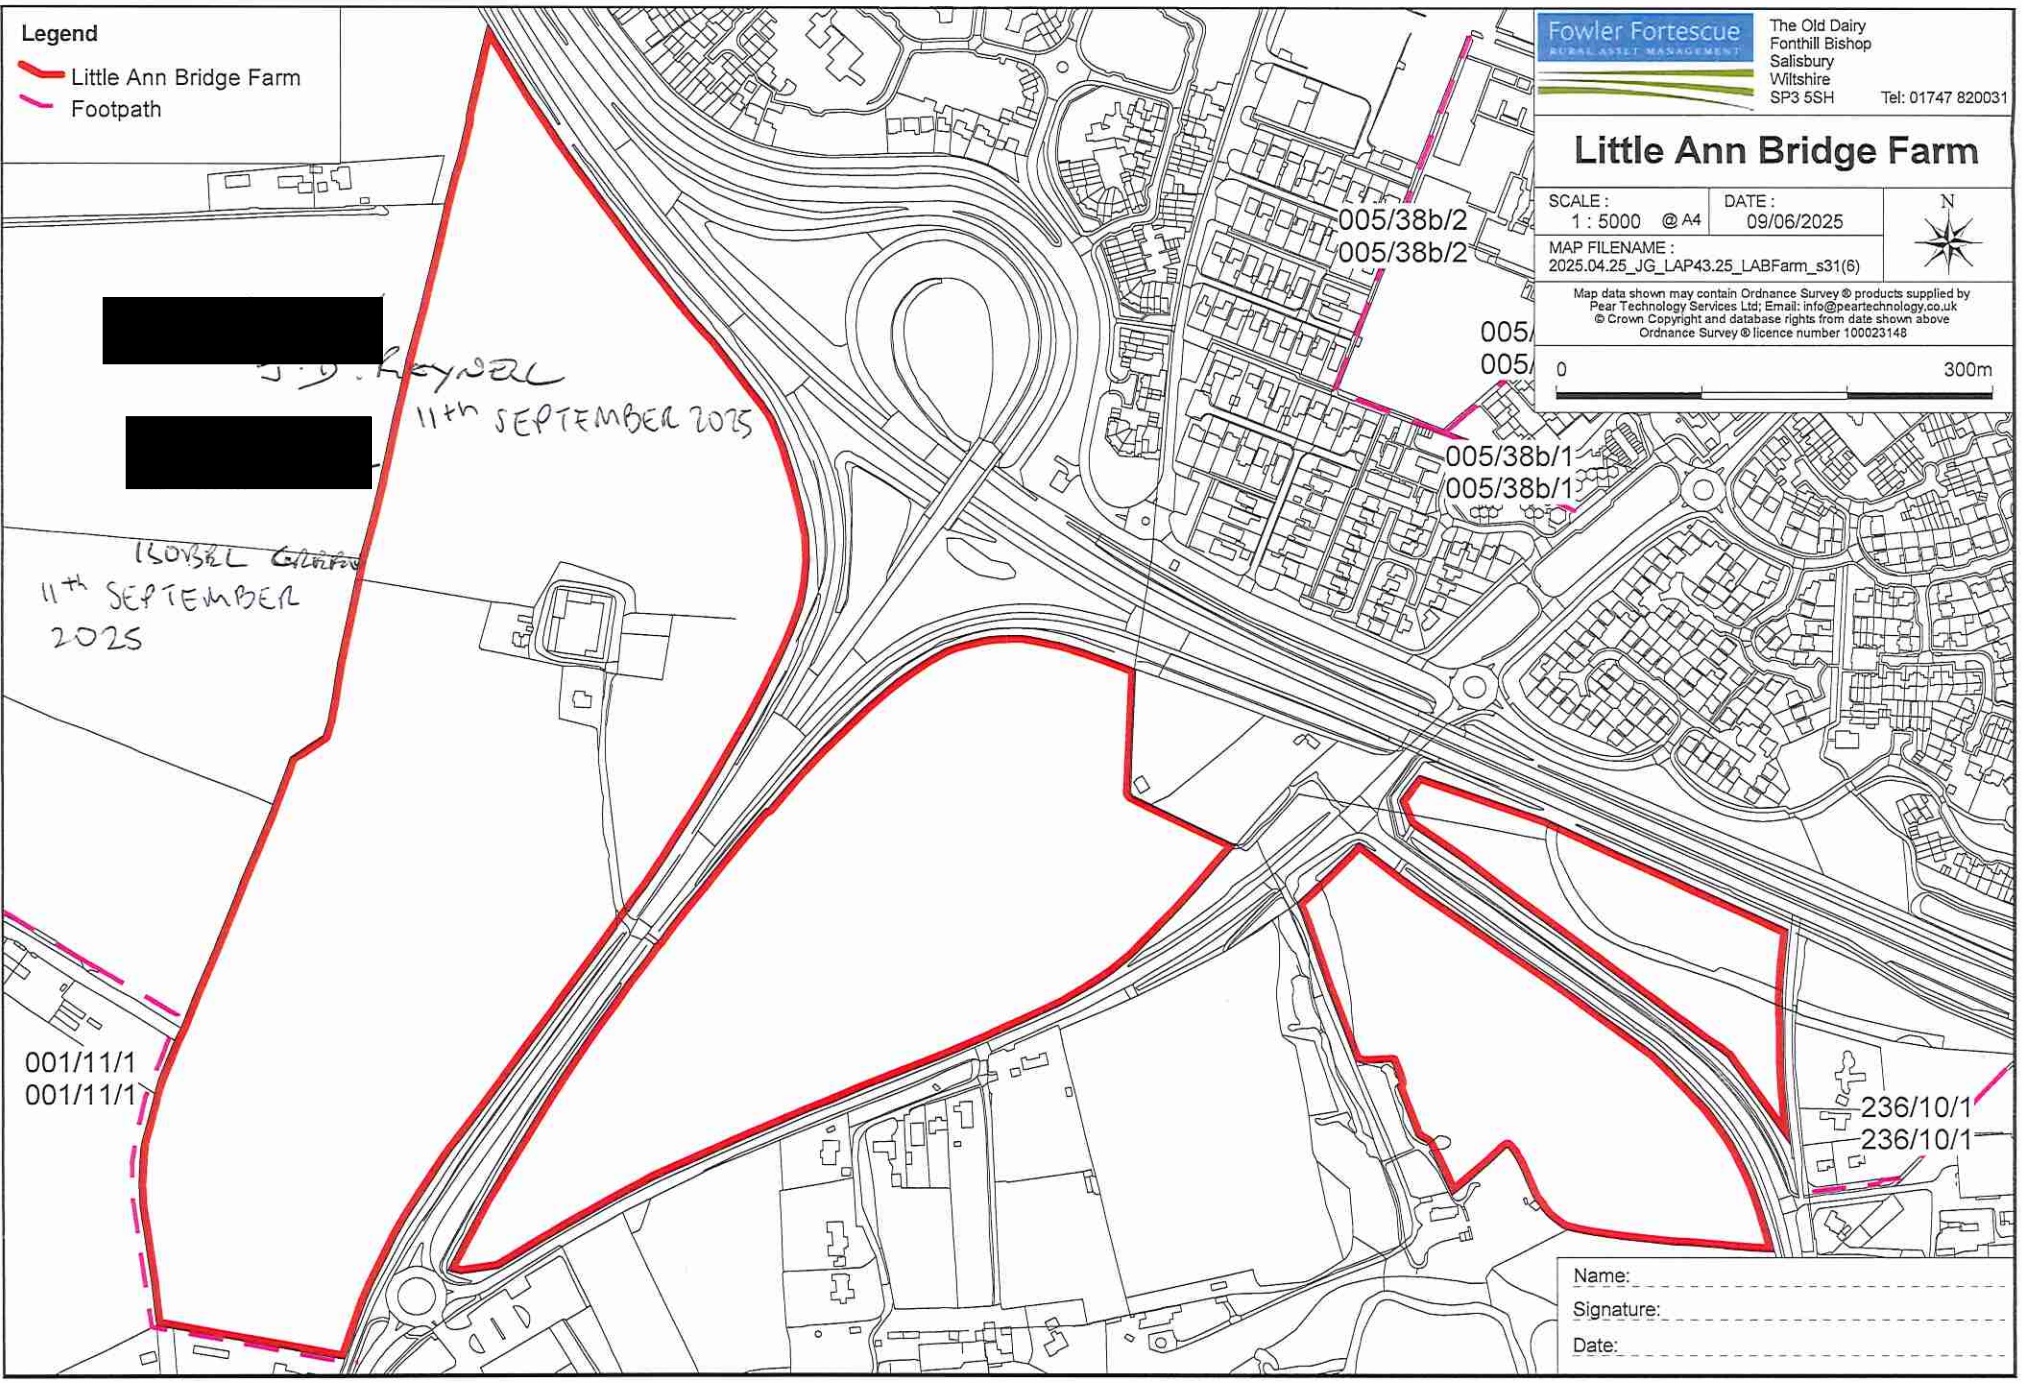 Legend
Little Ann Bridge Farm
Footpath
Fowler Fortescue
RURAL ASSET MANAGEMENT
The Old Dairy
Fonthill Bishop
Salisbury
Wiltshire
SP3 5SH Tel: 01747 820031
Little Ann Bridge Farm
SCALE :
1 : 5000 @ A4
DATE :
09/06/2025
N
MAP FILENAME :
2025.04.25_JG_LAP43.25_LABFarm_s31(6)
Map data shown may contain Ordnance Survey ® products supplied by
Pear Technology Services Ltd; Email: info@peartechnology.co.uk
© Crown Copyright and database rights from date shown above
Ordnance Survey ® licence number 100023148
0 300m
005/38b/2
005/38b/2
005/
005/
005/38b/1
005/38b/1
J. D. REYNELL
11th SEPTEMBER 2025
ISOBEL
11th SEPTEMBER
2025
001/11/1
001/11/1
236/10/1
236/10/1
Name:
Signature:
Date: